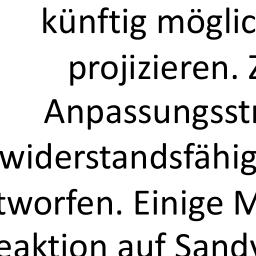 künftig möglic
projizieren. Z
Anpassungsstr
widerstandsfähig
tworfen. Einige M
eaktion auf Sandy